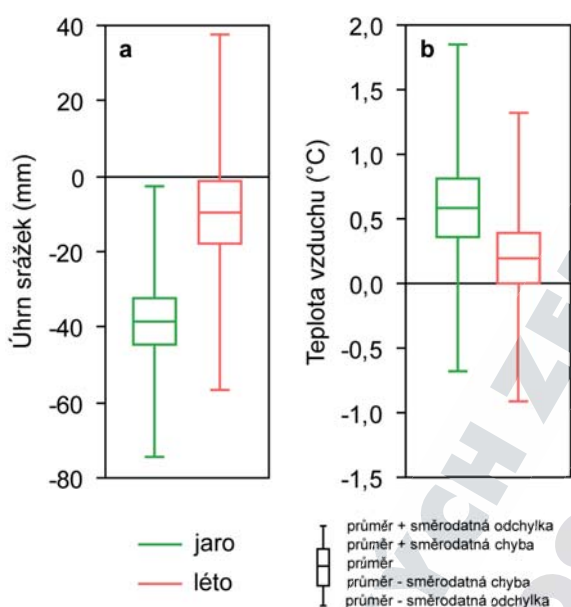 a
Úhrn srážek (mm)
40
20
0
-20
-40
-60
-80
b
Teplota vzduchu (°C)
2,0
1,5
1,0
0,5
0,0
-0,5
-1,0
-1,5
jaro
léto
průměr + směrodatná odchylka
průměr + směrodatná chyba
průměr
průměr - směrodatná chyba
průměr - směrodatná odchylka